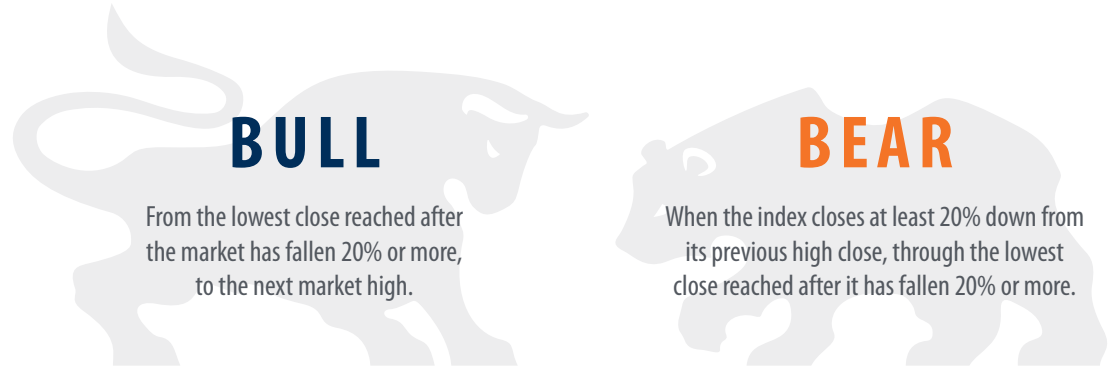 BULL
From the lowest close reached after
the market has fallen 20% or more,
to the next market high.
BEAR
When the index closes at least 20% down from
its previous high close, through the lowest
close reached after it has fallen 20% or more.